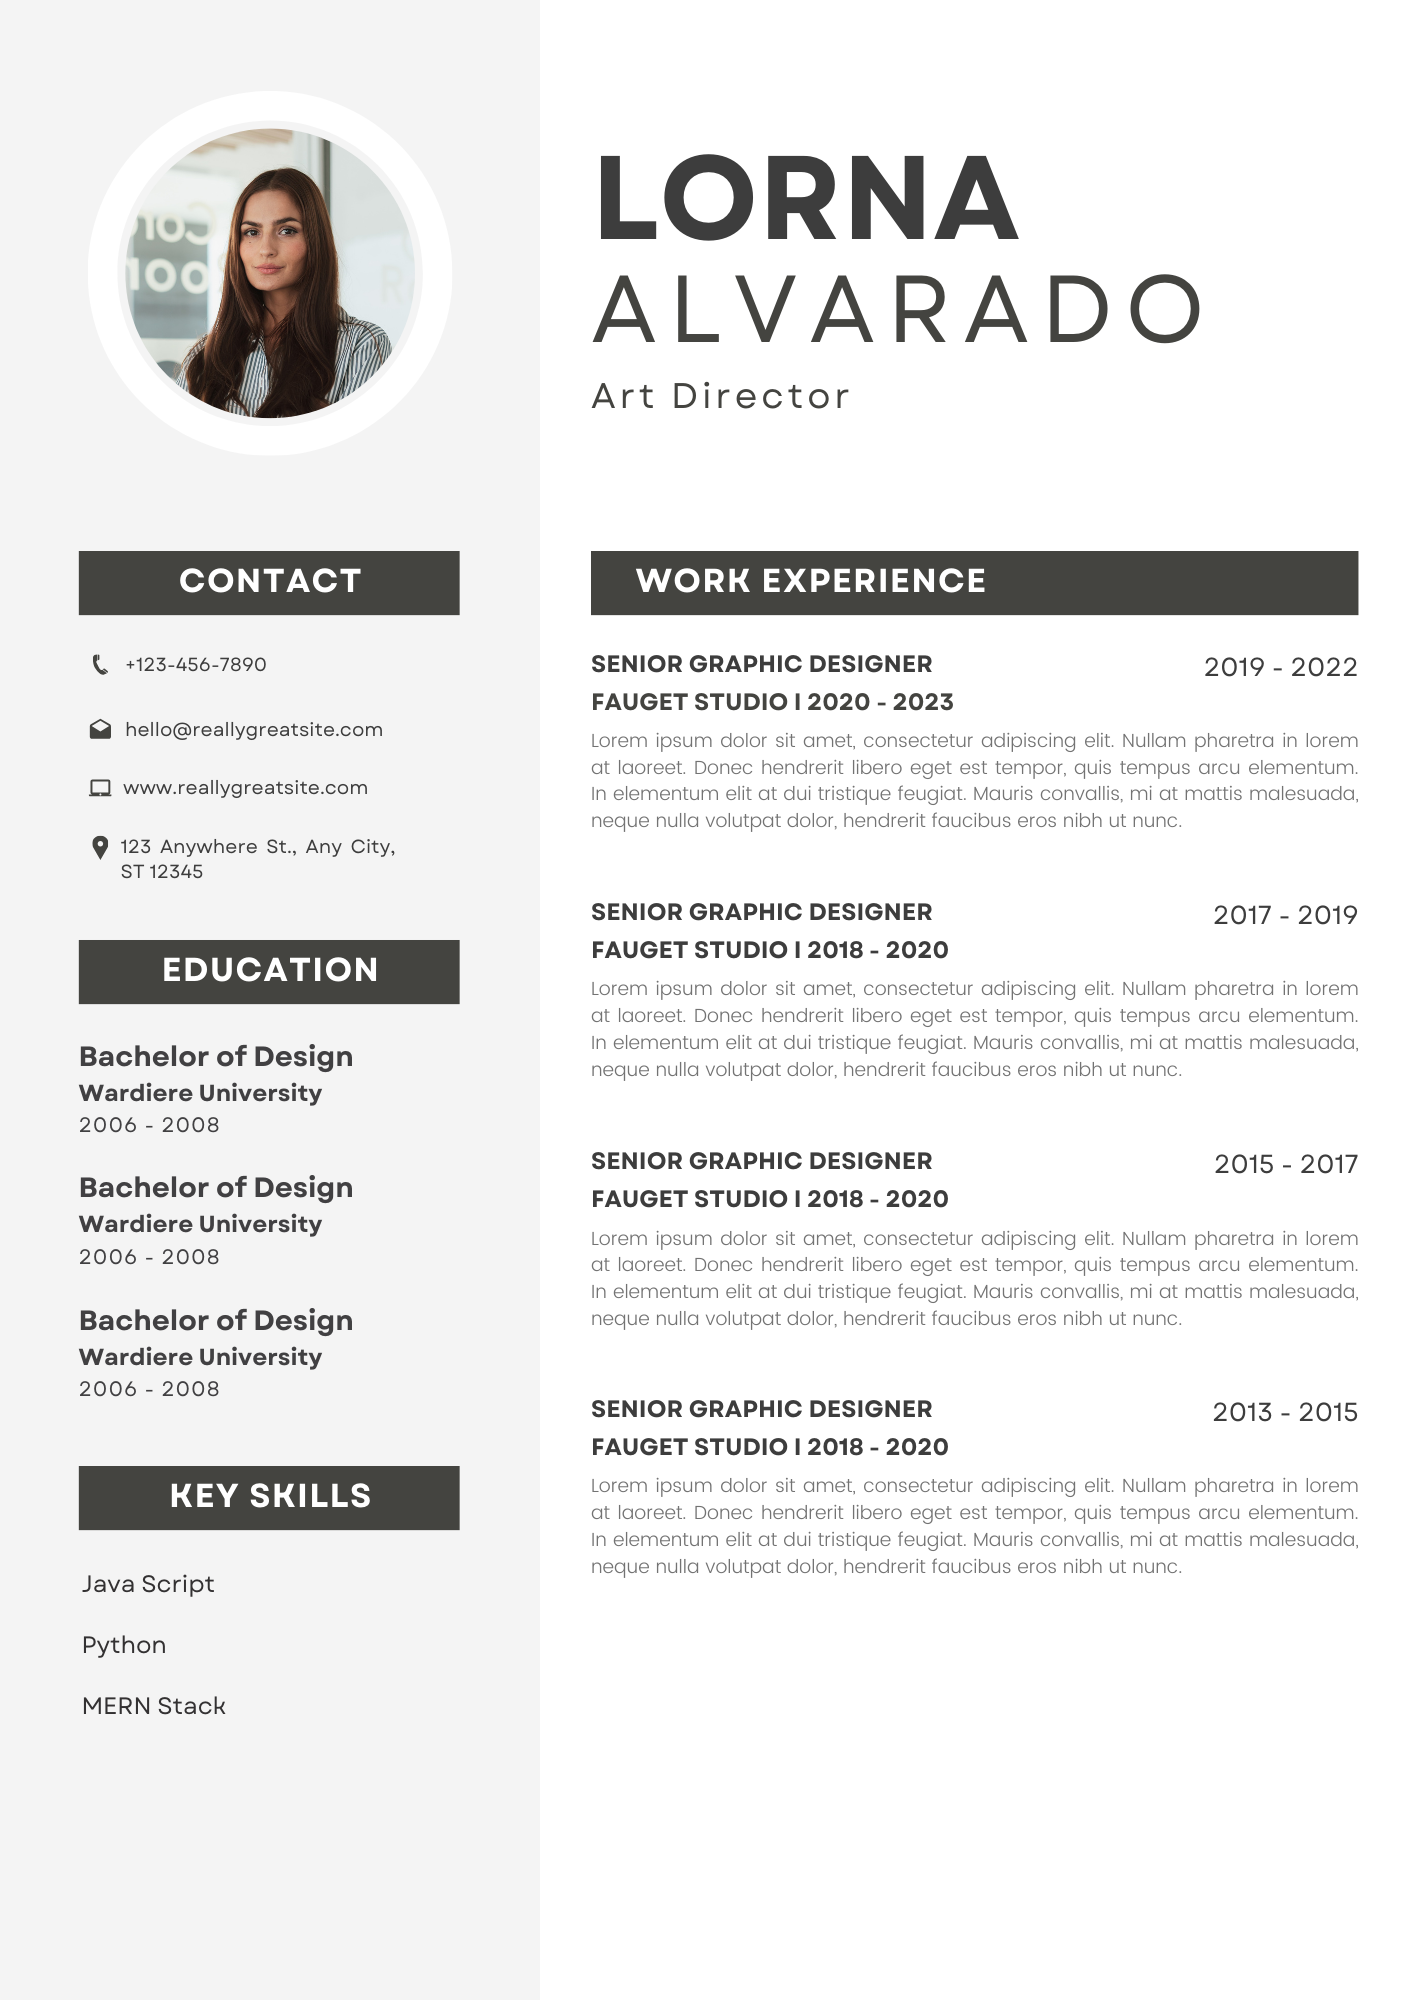 LORNA
ALVARADO
Art Director
CONTACT
+123-456-7890
hello@reallygreatsite.com
www.reallygreatsite.com
123 Anywhere St., Any City,
ST 12345
EDUCATION
Bachelor of Design
Wardiere University
2006 - 2008
Bachelor of Design
Wardiere University
2006 - 2008
Bachelor of Design
Wardiere University
2006 - 2008
KEY SKILLS
Java Script
Python
MERN Stack
WORK EXPERIENCE
SENIOR GRAPHIC DESIGNER 2019 - 2022
FAUGET STUDIO I 2020 - 2023
Lorem ipsum dolor sit amet, consectetur adipiscing elit. Nullam pharetra in lorem
at laoreet. Donec hendrerit libero eget est tempor, quis tempus arcu elementum.
In elementum elit at dui tristique feugiat. Mauris convallis, mi at mattis malesuada,
neque nulla volutpat dolor, hendrerit faucibus eros nibh ut nunc.
SENIOR GRAPHIC DESIGNER 2017 - 2019
FAUGET STUDIO I 2018 - 2020
Lorem ipsum dolor sit amet, consectetur adipiscing elit. Nullam pharetra in lorem
at laoreet. Donec hendrerit libero eget est tempor, quis tempus arcu elementum.
In elementum elit at dui tristique feugiat. Mauris convallis, mi at mattis malesuada,
neque nulla volutpat dolor, hendrerit faucibus eros nibh ut nunc.
SENIOR GRAPHIC DESIGNER 2015 - 2017
FAUGET STUDIO I 2018 - 2020
Lorem ipsum dolor sit amet, consectetur adipiscing elit. Nullam pharetra in lorem
at laoreet. Donec hendrerit libero eget est tempor, quis tempus arcu elementum.
In elementum elit at dui tristique feugiat. Mauris convallis, mi at mattis malesuada,
neque nulla volutpat dolor, hendrerit faucibus eros nibh ut nunc.
SENIOR GRAPHIC DESIGNER 2013 - 2015
FAUGET STUDIO I 2018 - 2020
Lorem ipsum dolor sit amet, consectetur adipiscing elit. Nullam pharetra in lorem
at laoreet. Donec hendrerit libero eget est tempor, quis tempus arcu elementum.
In elementum elit at dui tristique feugiat. Mauris convallis, mi at mattis malesuada,
neque nulla volutpat dolor, hendrerit faucibus eros nibh ut nunc.